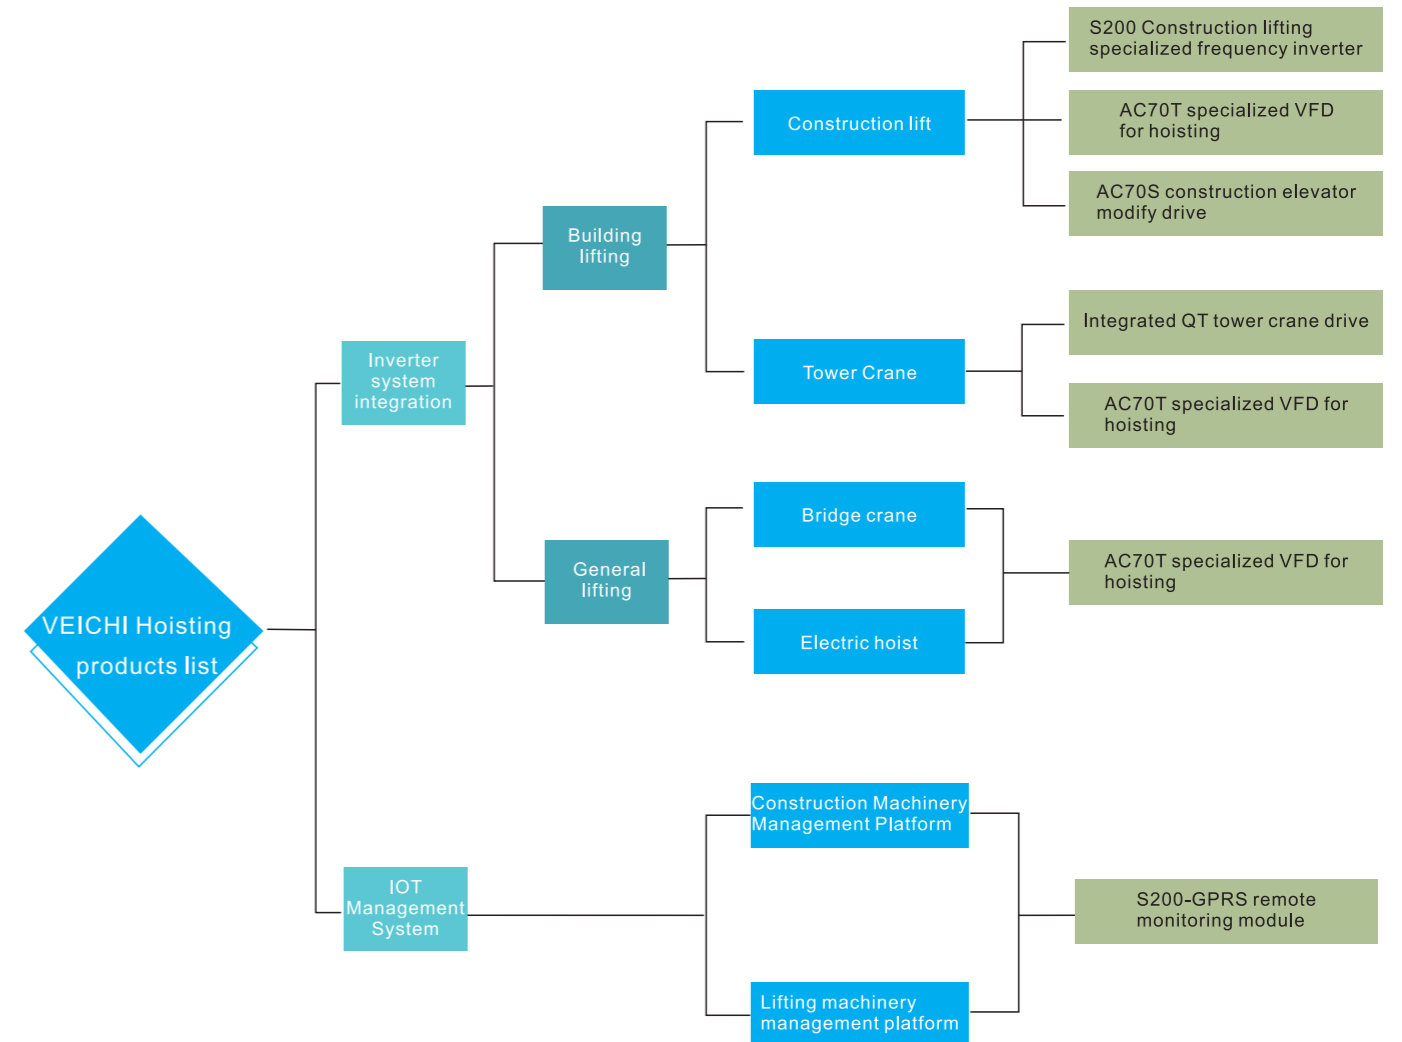 S200 Construction lifting
specialized frequency inverter
Construction lift
AC70T specialized VFD
for hoisting
AC70S construction elevator
modify drive
Building
lifting
Integrated QT tower crane drive
Inverter
system
integration
Tower Crane
AC70T specialized VFD for
hoisting
Bridge crane
General
lifting
AC70T specialized VFD for
hoisting
Electric hoist
VEICHI Hoisting
products list
Construction Machinery
Management Platform
IOT
Management
System
S200-GPRS remote
monitoring module
Lifting machinery
management platform